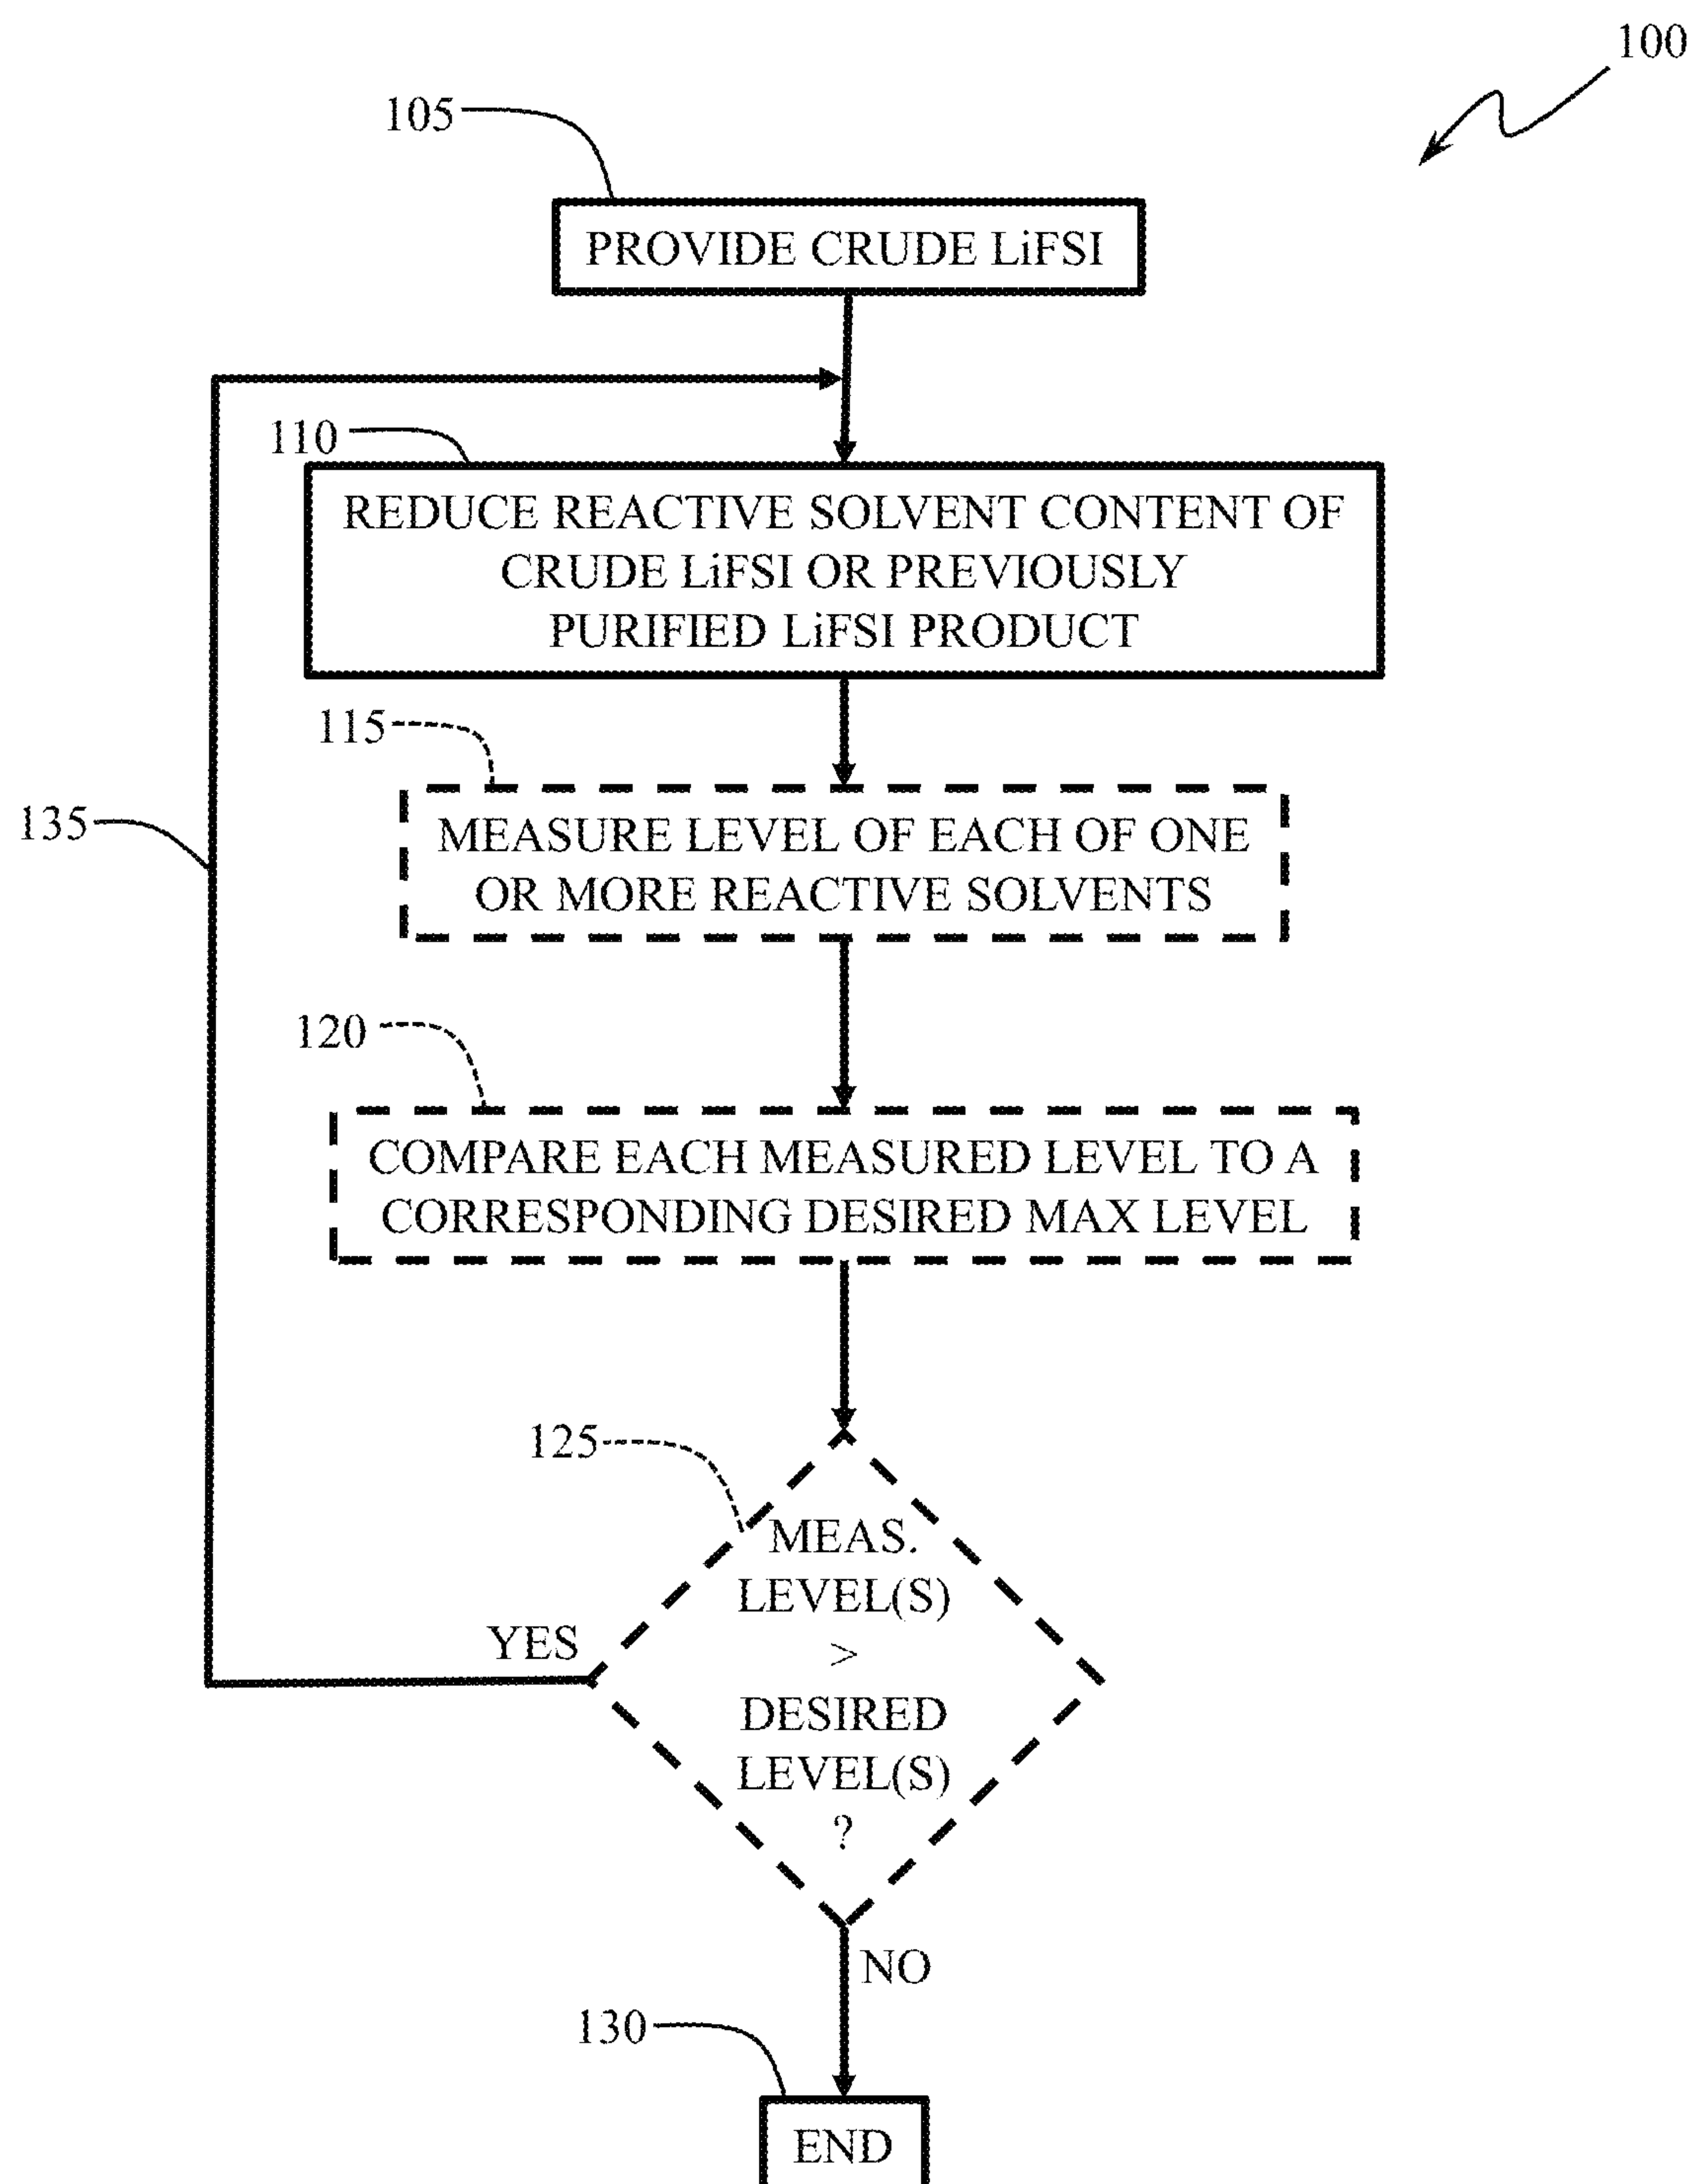 100
105
PROVIDE CRUDE LiFSI
110
REDUCE REACTIVE SOLVENT CONTENT OF
CRUDE LiFSI OR PREVIOUSLY
PURIFIED LiFSI PRODUCT
115
MEASURE LEVEL OF EACH OF ONE
OR MORE REACTIVE SOLVENTS
135
120
COMPARE EACH MEASURED LEVEL TO A
CORRESPONDING DESIRED MAX LEVEL
125
MEAS.
LEVEL(S)
>
DESIRED
LEVEL(S)
?
YES
NO
130
END